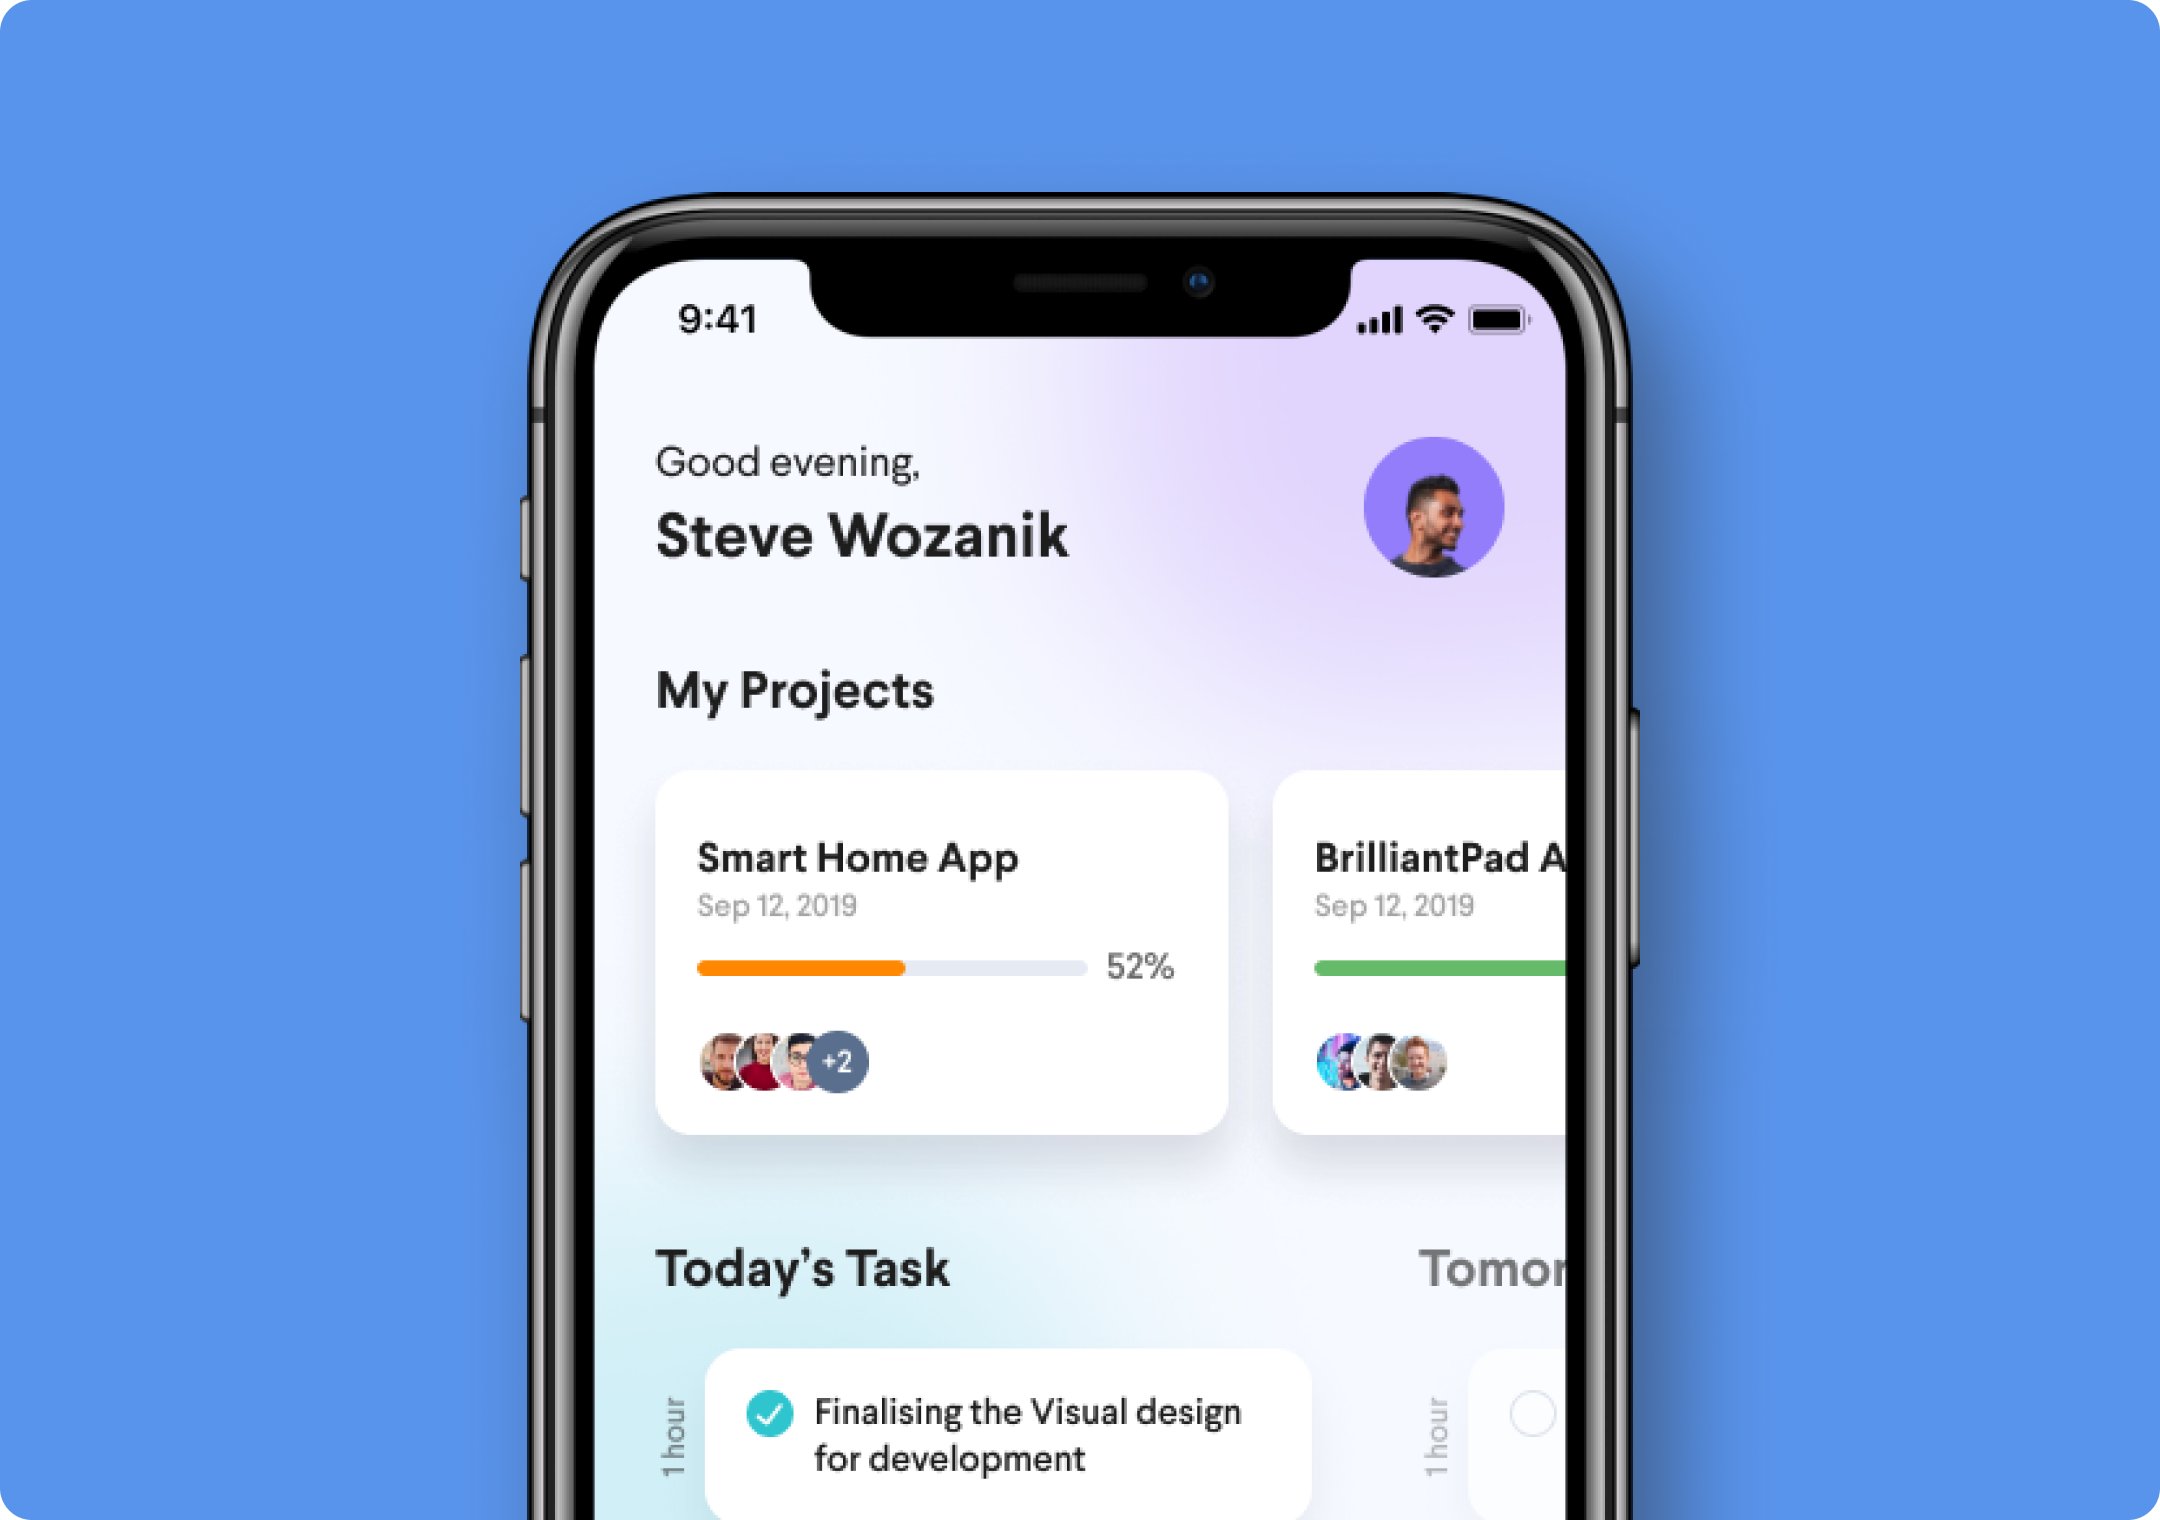 9:41
Good evening,
Steve Wozanik
My Projects
Smart Home App
Sep 12, 2019
52%
+2
BrilliantPad A
Sep 12, 2019
Today’s Task
Tomor
1 hour
Finalising the Visual design
for development
1 hour